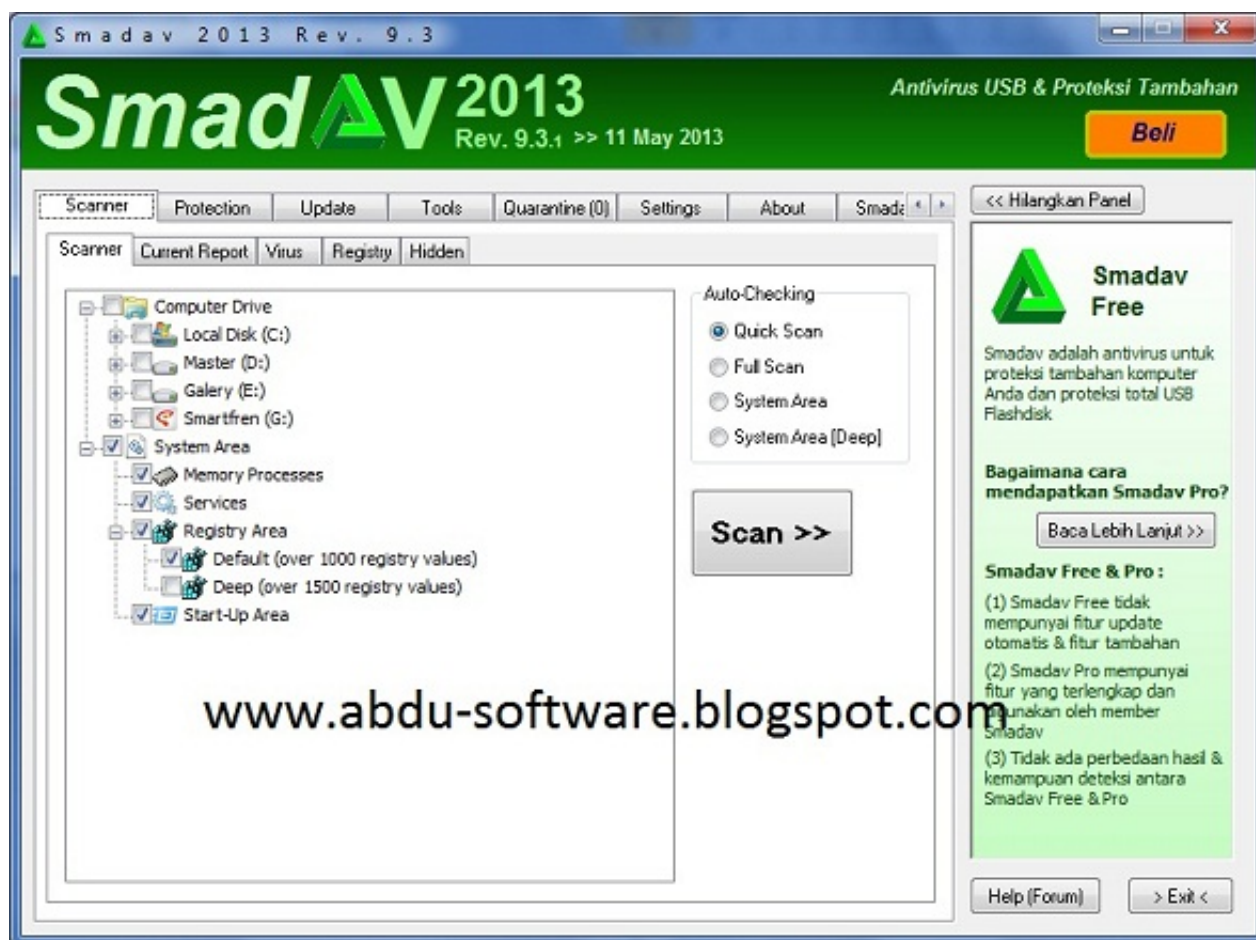 Smadav 2013 Rev. 9.3
SmadAV 2013
Rev. 9.3.1 >> 11 May 2013
Antivirus USB & Proteksi Tambahan
Beli
Scanner
Protection
Update
Tools
Quarantine (0)
Settings
About
Smada
<< Hilangkan Panel
Scanner
Current Report
Virus
Registry
Hidden
Computer Drive
Local Disk (C:)
Master (D:)
Galery (E:)
Smartfren (G:)
System Area
Memory Processes
Services
Registry Area
Default (over 1000 registry values)
Deep (over 1500 registry values)
Start-Up Area
Auto-Checking
Quick Scan
Full Scan
System Area
System Area (Deep)
Scan >>
Smadav
Free
Smadav adalah antivirus untuk
proteksi tambahan komputer
Anda dan proteksi total USB
Flashdisk
Bagaimana cara
mendapatkan Smadav Pro?
Baca Lebih Lanjut >>
Smadav Free & Pro :
(1) Smadav Free tidak
mempunyai fitur update
otomatis & fitur tambahan
(2) Smadav Pro mempunyai
fitur yang terlengkap dan
digunakan oleh member
Smadav
(3) Tidak ada perbedaan hasil &
kemampuan deteksi antara
Smadav Free & Pro
www.abdu-software.blogspot.com
Help (Forum)
> Exit <